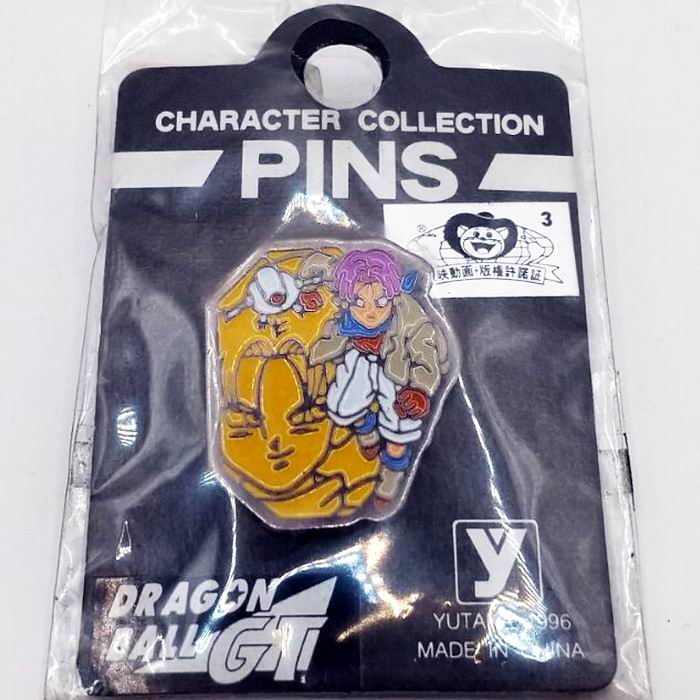 CHARACTER COLLECTION
PINS
3
®
映動画・版権許諾証
DRAGON
BALL GT
y
YUTA 1996
MADE IN CHINA